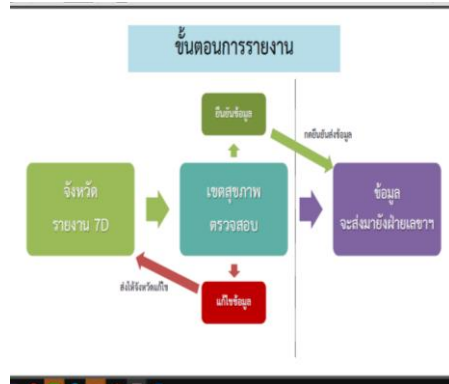 ขั้นตอนการรายงาน
ยืนยันข้อมูล
กดยืนยันส่งข้อมูล
จังหวัด
รายงาน 7D
เขตสุขภาพ
ตรวจสอบ
ข้อมูล
จะส่งมายังฝ่ายเลขาฯ
ส่งให้จังหวัดแก้ไข
แก้ไขข้อมูล